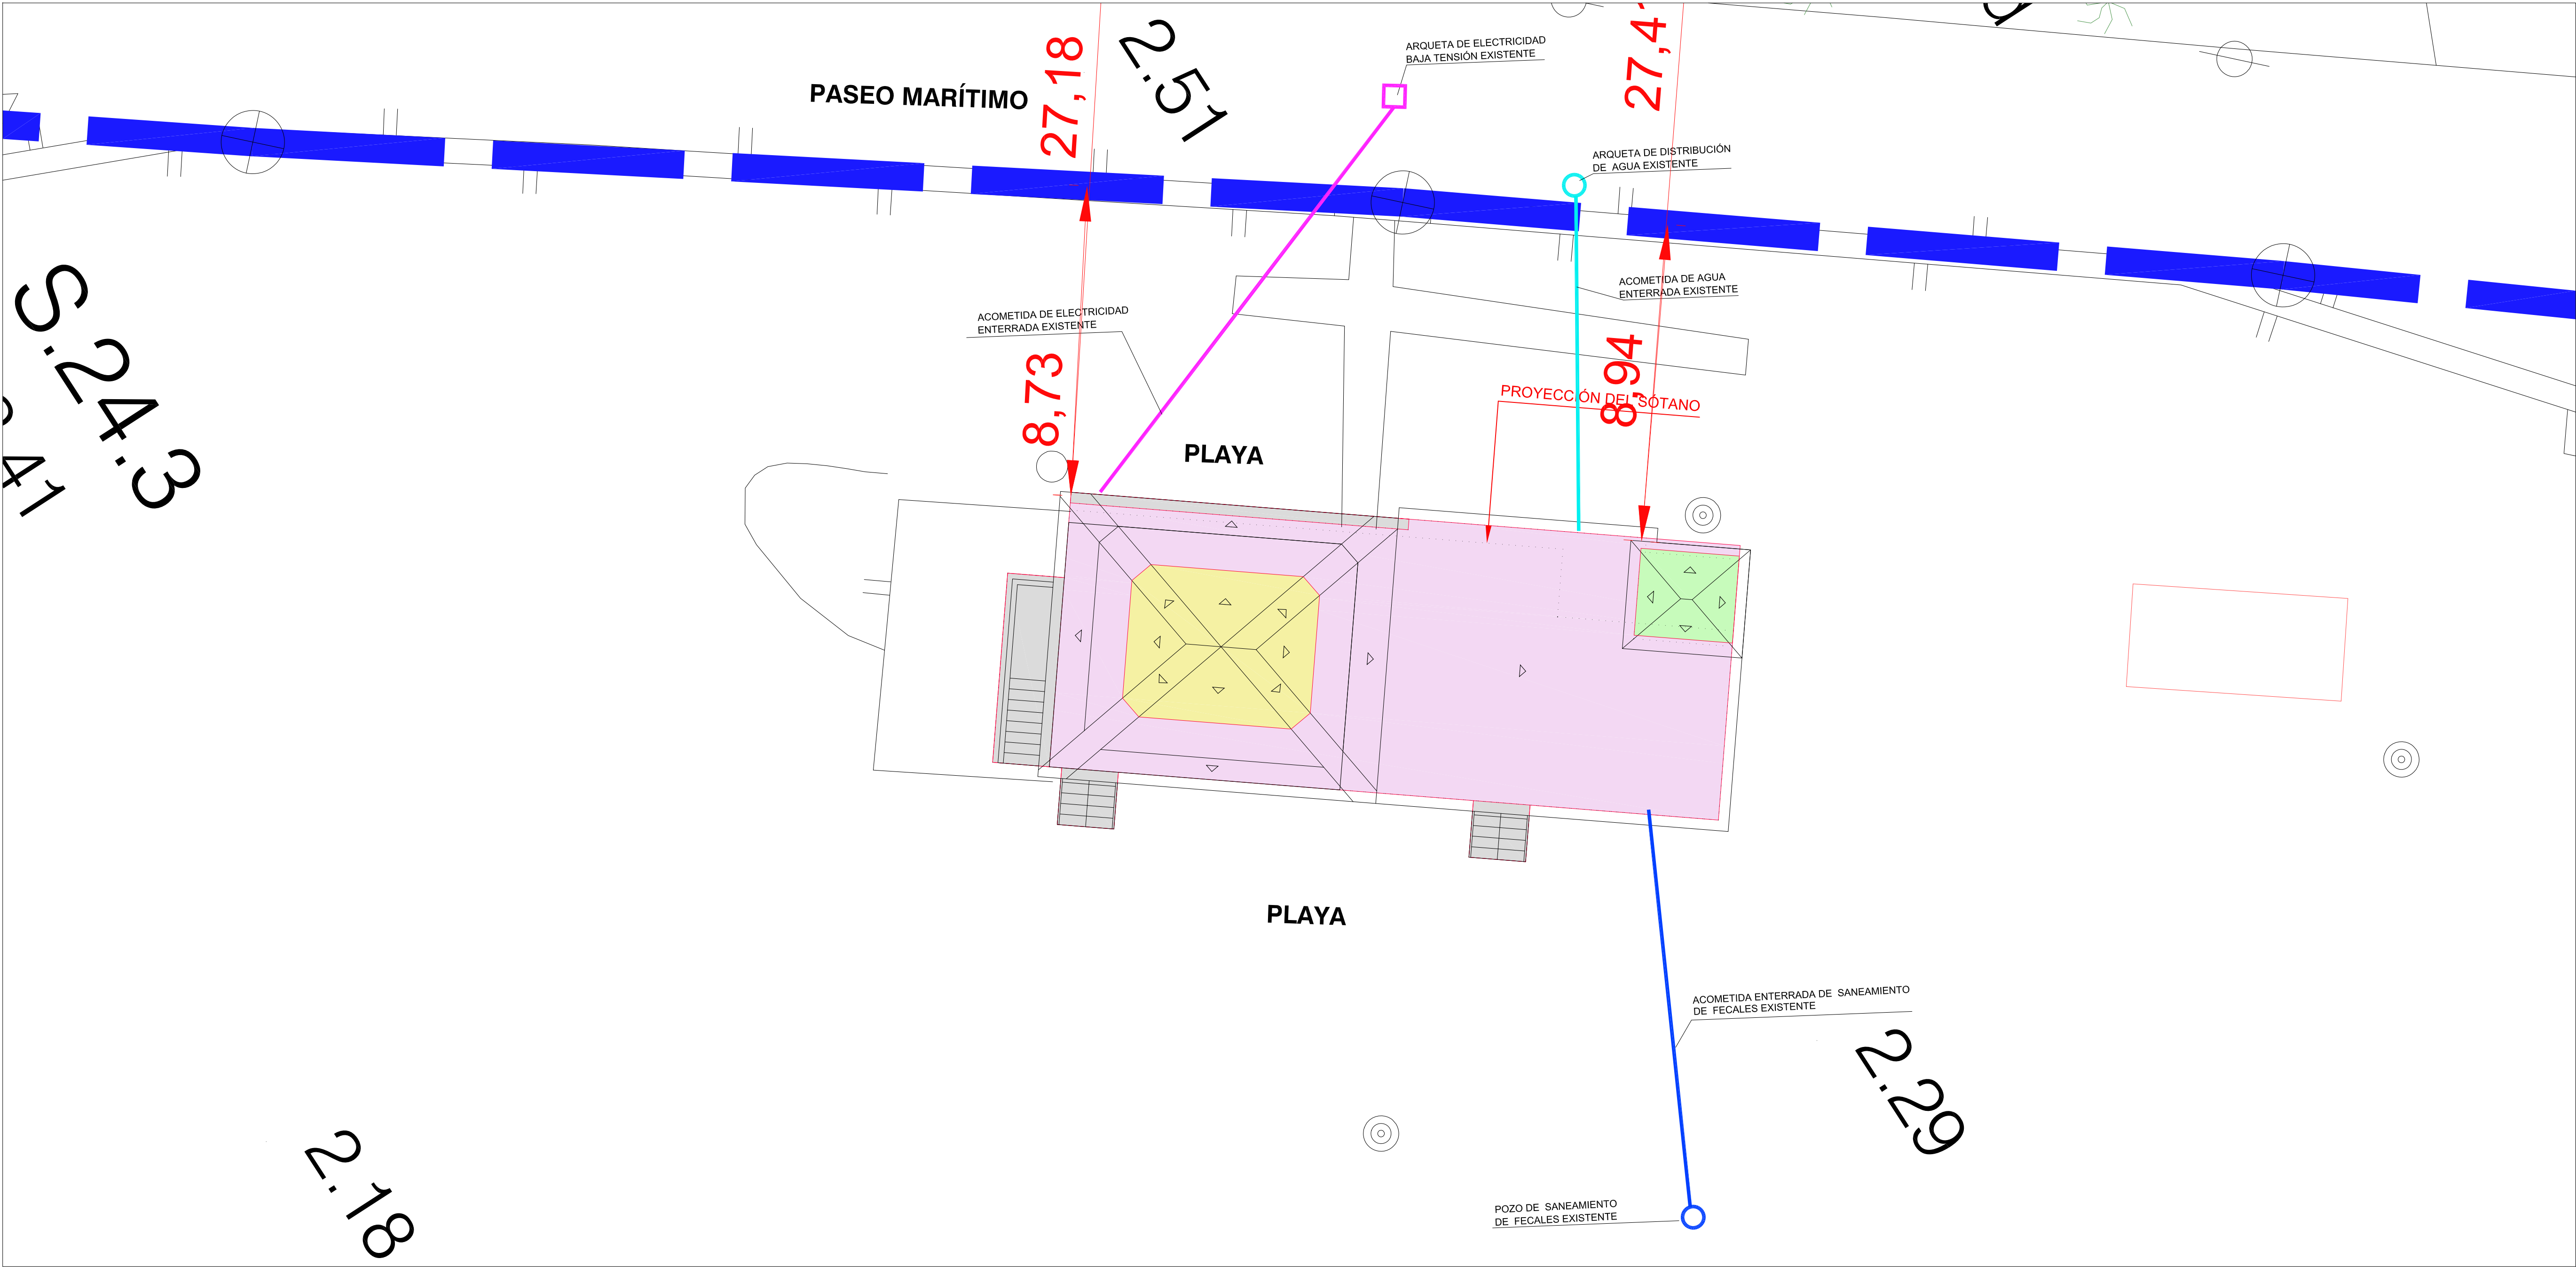 2.51
ARQUETA DE ELECTRICIDAD
BAJA TENSIÓN EXISTENTE
PASEO MARÍTIMO
27,18
ARQUETA DE DISTRIBUCIÓN
DE AGUA EXISTENTE
S.24.3
41
ACOMETIDA DE ELECTRICIDAD
ENTERRADA EXISTENTE
ACOMETIDA DE AGUA
ENTERRADA EXISTENTE
8,73
8,94
PROYECCIÓN DEL SÓTANO
PLAYA
PLAYA
ACOMETIDA ENTERRADA DE SANEAMIENTO
DE FECALES EXISTENTE
2.29
2.18
POZO DE SANEAMIENTO
DE FECALES EXISTENTE